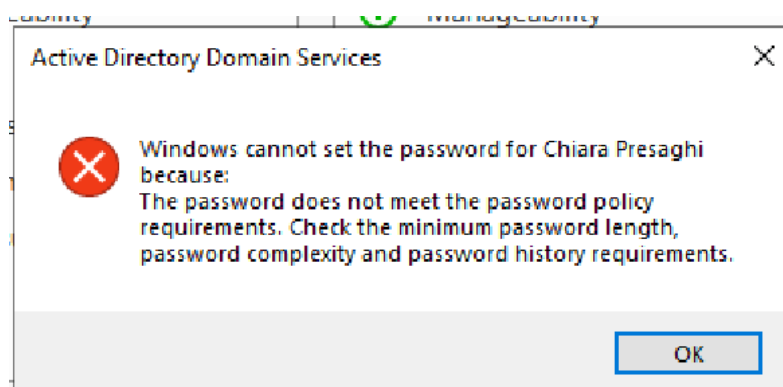 Manageability
Active Directory Domain Services
Windows cannot set the password for Chiara Presaghi
because:
The password does not meet the password policy
requirements. Check the minimum password length,
password complexity and password history requirements.
OK